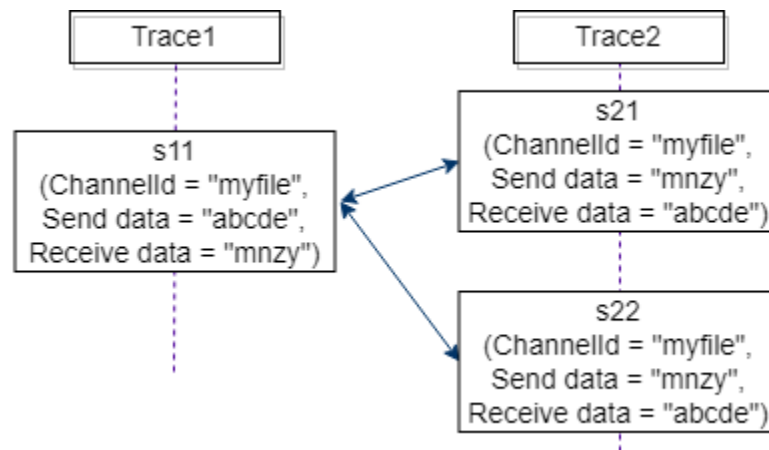 Trace1
Trace2
s11
(ChannelId = "myfile",
Send data = "abcde",
Receive data = "mnzy")
s21
(ChannelId = "myfile",
Send data = "mnzy",
Receive data = "abcde")
s22
(ChannelId = "myfile",
Send data = "mnzy",
Receive data = "abcde")